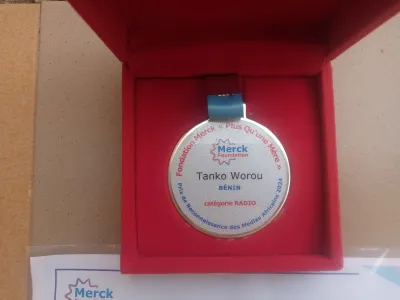 Fondation Merck « Plus Qu'une Mère »
Merck
Foundation
Tanko Worou
BÉNIN
catégorie RADIO
Prix de Reconnaissance des Médias Africains 2024
Merck